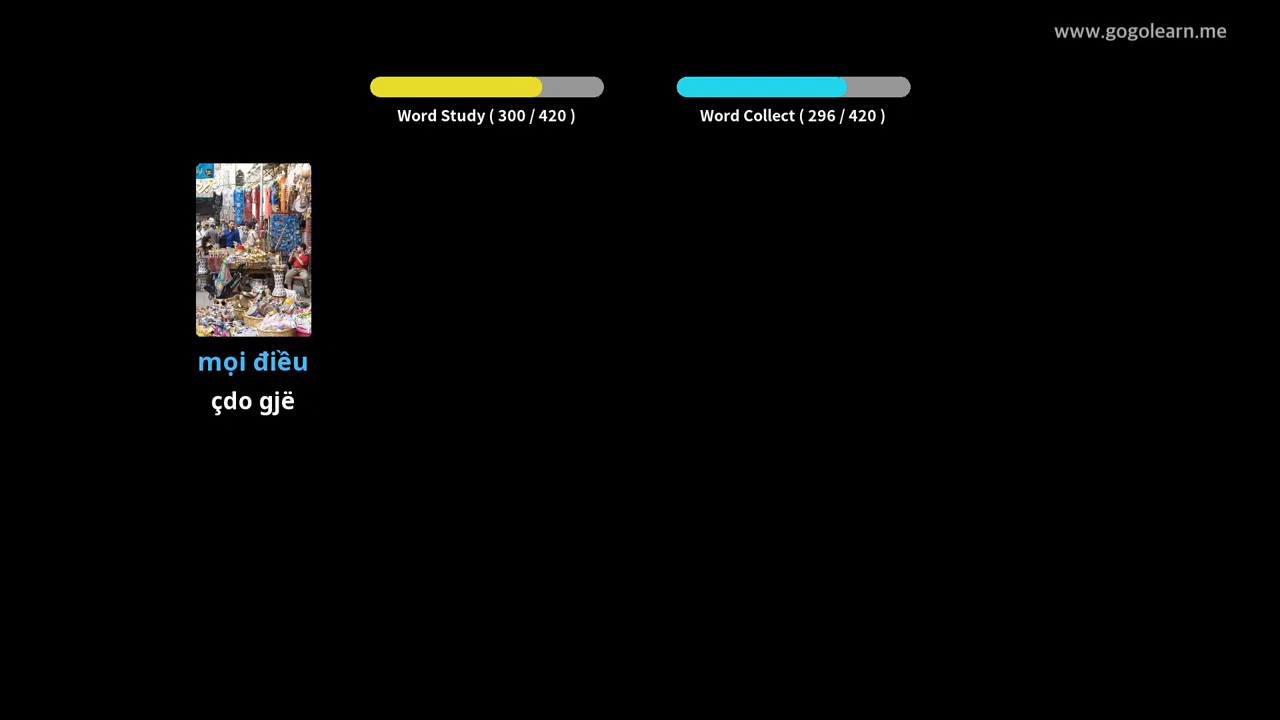 www.gogolearn.me
Word Study ( 300 / 420 )
Word Collect ( 296 / 420 )
mọi điều
çdo gjë